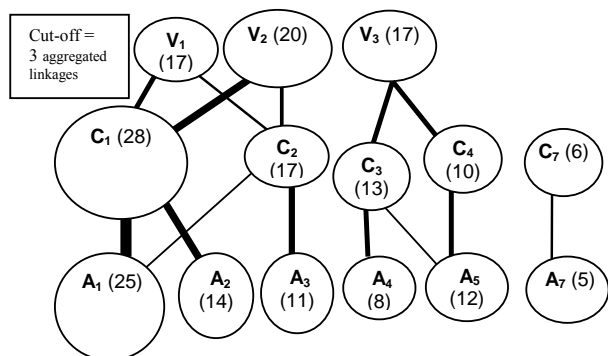 Cut-off =
3 aggregated
linkages
V₁
(17)
V₂ (20)
V₃ (17)
C₁ (28)
C₂
(17)
C₃
(13)
C₄
(10)
C₇ (6)
A₁ (25)
A₂
(14)
A₃
(11)
A₄
(8)
A₅
(12)
A₇ (5)